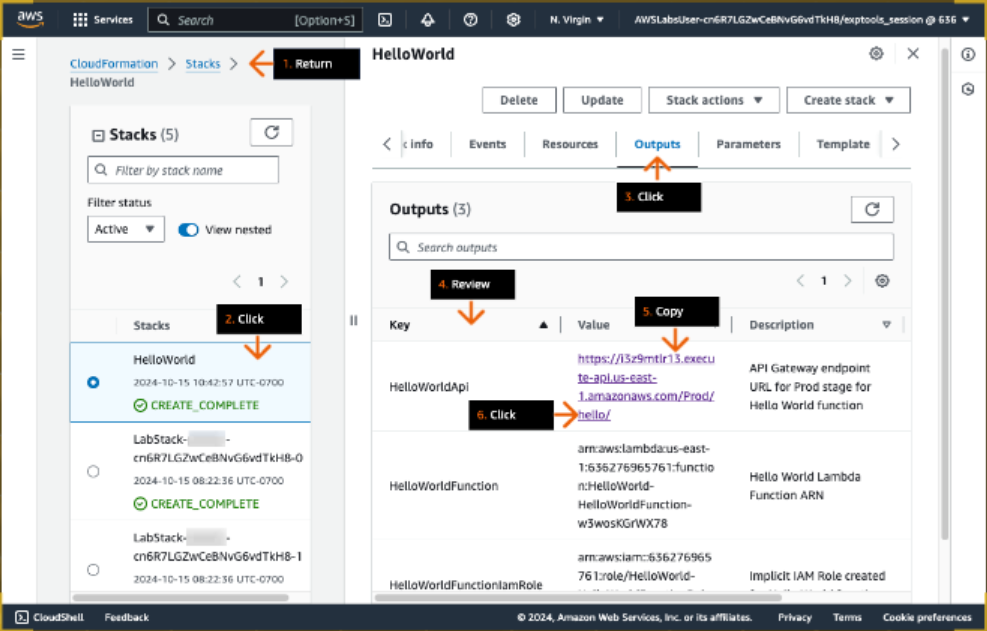 aws
Services
Search
[Option+S]
N. Virgin
AWSLabsUser-cn6R7LGZwCeBNvG6vdTkH8/exptools_session @ 636
CloudFormation > Stacks >
HelloWorld
1. Return
Stacks (5)
Filter by stack name
Filter status
Active
View nested
1
Stacks
2. Click
HelloWorld
2024-10-15 10:42:57 UTC-0700
CREATE_COMPLETE
LabStack- -
cn6R7LGZwCeBNvG6vdTkH8-0
2024-10-15 08:22:36 UTC-0700
CREATE_COMPLETE
LabStack- -
cn6R7LGZwCeBNvG6vdTkH8-1
2024-10-15 08:22:36 UTC-0700
HelloWorld
Delete
Update
Stack actions
Create stack
info
Events
Resources
Outputs
Parameters
Template
3. Click
Outputs (3)
Search outputs
4. Review
1
5. Copy
Key
Value
Description
HelloWorldApi
https://i3z9mtlr13.execu
te-api.us-east-
1.amazonaws.com/Prod/
hello/
6. Click
API Gateway endpoint
URL for Prod stage for
Hello World function
HelloWorldFunction
arn:aws:lambda:us-east-
1:636276965761:functio
n:HelloWorld-
HelloWorldFunction-
w3wosKGrWX78
Hello World Lambda
Function ARN
HelloWorldFunctionIamRole
arn:aws:iam::636276965
761:role/HelloWorld-
Implicit IAM Role created
CloudShell
Feedback
© 2024, Amazon Web Services, Inc. or its affiliates.
Privacy
Terms
Cookie preferences